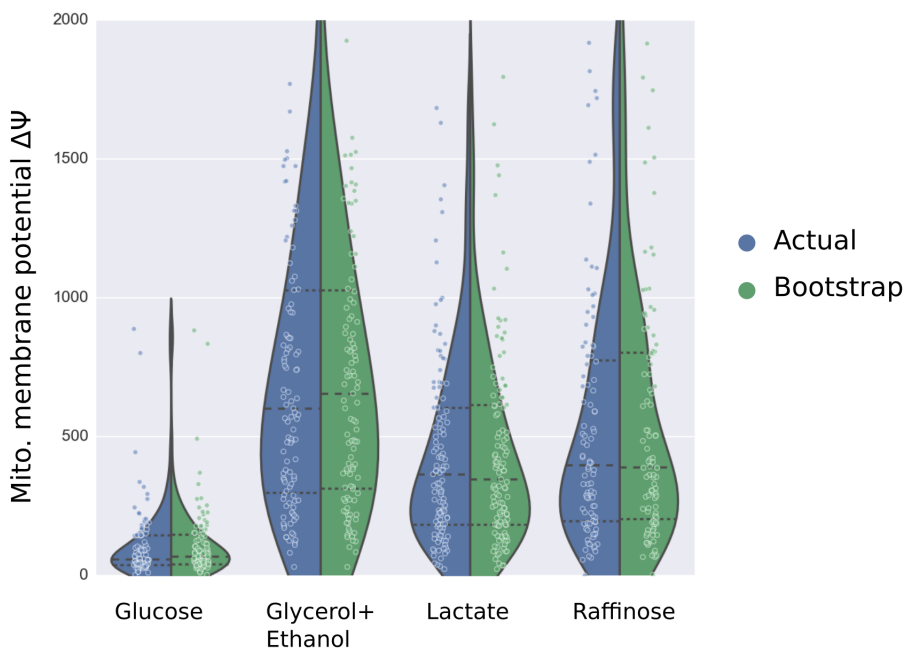 Mito. membrane potential ΔΨ
2000
1500
1000
500
0
Glucose
Glycerol+
Ethanol
Lactate
Raffinose
Actual
Bootstrap